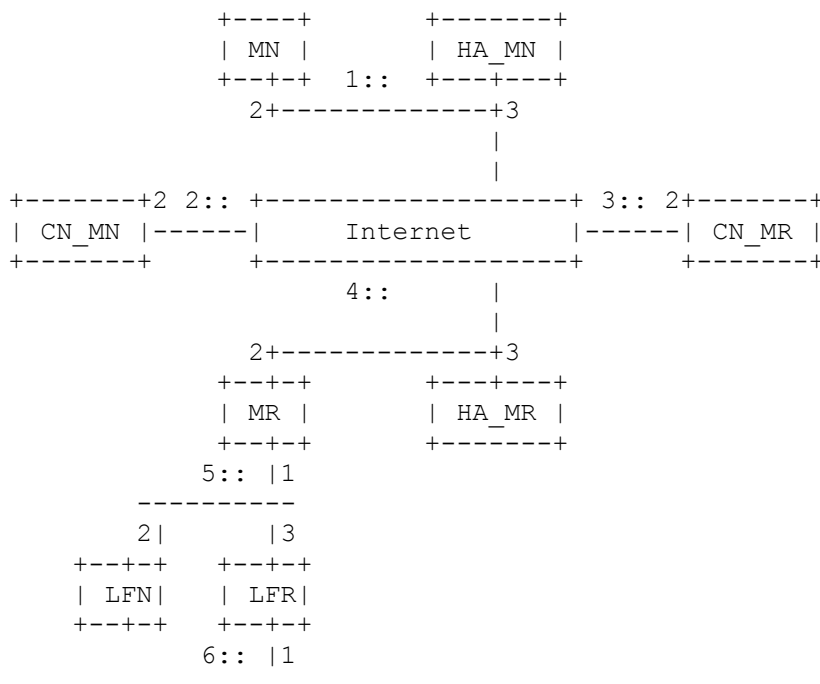 +----+ +-------+
| MN | | HA_MN |
+--+-+ 1:: +---+---+
2+-------------+3
|
|
+-------+2 2:: +-------------------+ 3:: 2+-------+
| CN_MN |------| Internet |------| CN_MR |
+-------+ +-------------------+ +-------+
4:: |
|
2+-------------+3
+--+-+ +---+---+
| MR | | HA_MR |
+--+-+ +-------+
5:: |1
----------
2| |3
+--+-+ +--+-+
| LFN| | LFR|
+--+-+ +--+-+
6:: |1